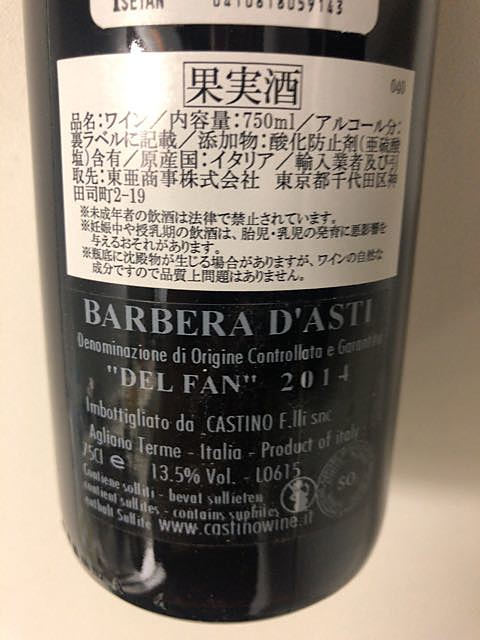 ISETAN 0410818059143
果実酒 040
品名:ワイン/内容量:750ml/アルコール分:
裏ラベルに記載/添加物:酸化防止剤(亜硫酸
塩)含有/原産国:イタリア/輸入業者及び引
取先:東亜商事株式会社 東京都千代田区神
田司町2-19
※未成年者の飲酒は法律で禁止されています。
※妊娠中や授乳期の飲酒は、胎児・乳児の発育に悪影響を
与えるおそれがあります。
※瓶底に沈殿物が生じる場合がありますが、ワインの自然な
成分ですので品質上問題はありません。
BARBERA D'ASTI
Denominazione di Origine Controllata e Garantita
"DEL FAN" 2014
Imbottigliato da CASTINO F.lli snc
Agliano Terme - Italia - Product of italy
75Cl e 13.5% Vol. - L0615
Contiene solfiti - bevat sulfieten
contient sulfites - contains sulphites
enthalt Sulfite www.castinowine.it